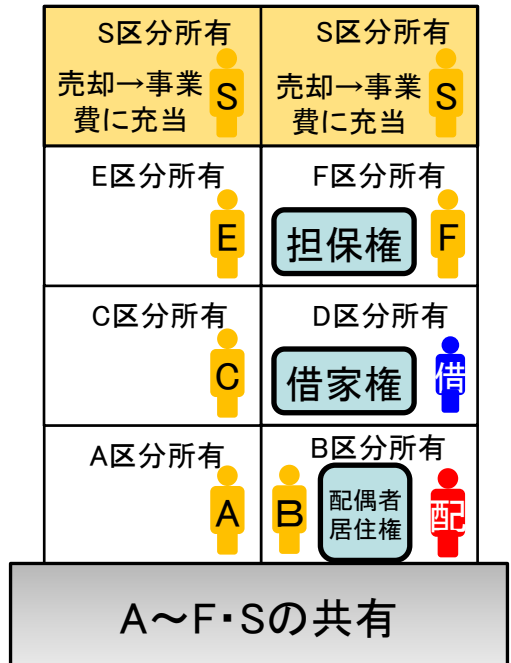 S区分所有
売却→事業
費に充当
S
S区分所有
売却→事業
費に充当
S
E区分所有
E
F区分所有
担保権
F
C区分所有
C
D区分所有
借家権
借
A区分所有
A
B区分所有
B
配偶者
居住権
配
A～F・Sの共有